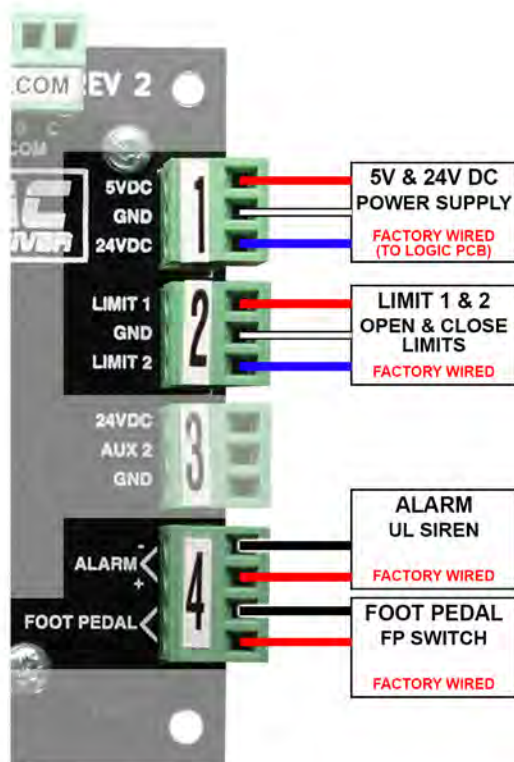 .COM
REV 2
COM
5VDC
GND
24VDC
1
5V & 24V DC
POWER SUPPLY
FACTORY WIRED
(TO LOGIC PCB)
LIMIT 1
GND
LIMIT 2
2
LIMIT 1 & 2
OPEN & CLOSE
LIMITS
FACTORY WIRED
24VDC
AUX 2
GND
3
ALARM
-
+
FOOT PEDAL
4
ALARM
UL SIREN
FACTORY WIRED
FOOT PEDAL
FP SWITCH
FACTORY WIRED